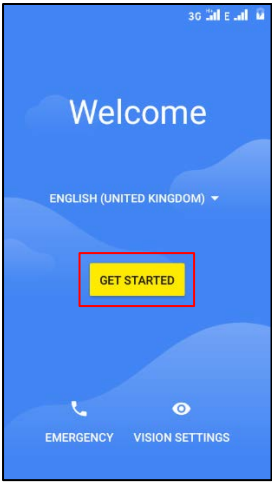 3G E
Welcome
ENGLISH (UNITED KINGDOM)
GET STARTED
EMERGENCY VISION SETTINGS